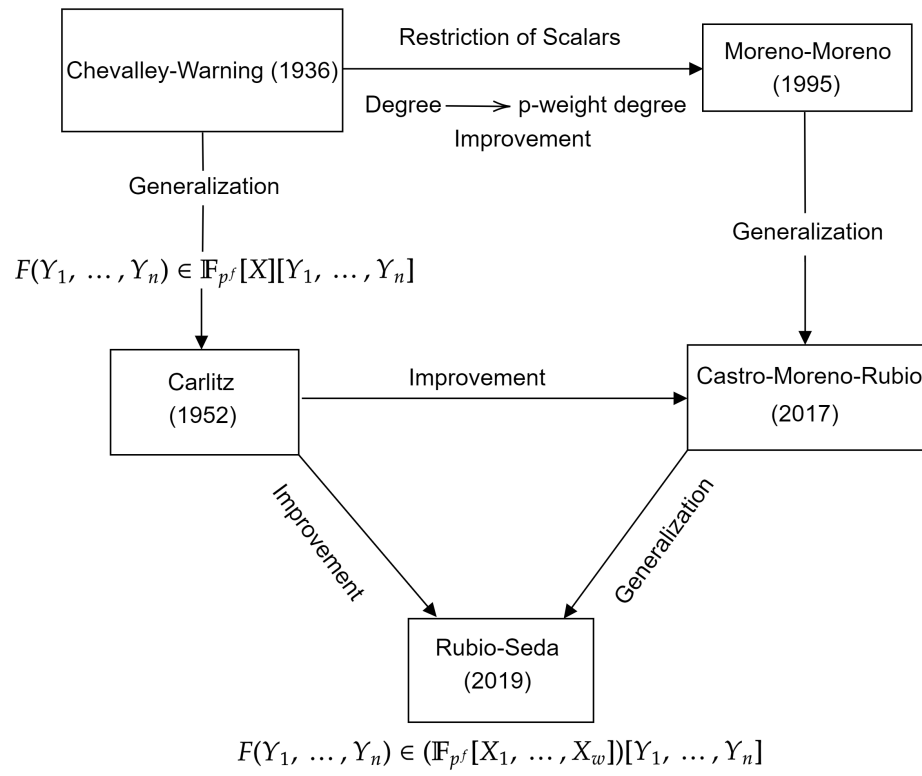 Chevalley-Warning (1936)
Restriction of Scalars
Moreno-Moreno
(1995)
Degree ⟶ p-weight degree
Improvement
Generalization
Generalization
F(Y₁, … , Yₙ) ∈ 𝔽_{p^f}[X][Y₁, … , Yₙ]
Carlitz
(1952)
Improvement
Castro-Moreno-Rubio
(2017)
Improvement
Generalization
Rubio-Seda
(2019)
F(Y₁, … , Yₙ) ∈ (𝔽_{p^f}[X₁, … , X_w])[Y₁, … , Yₙ]